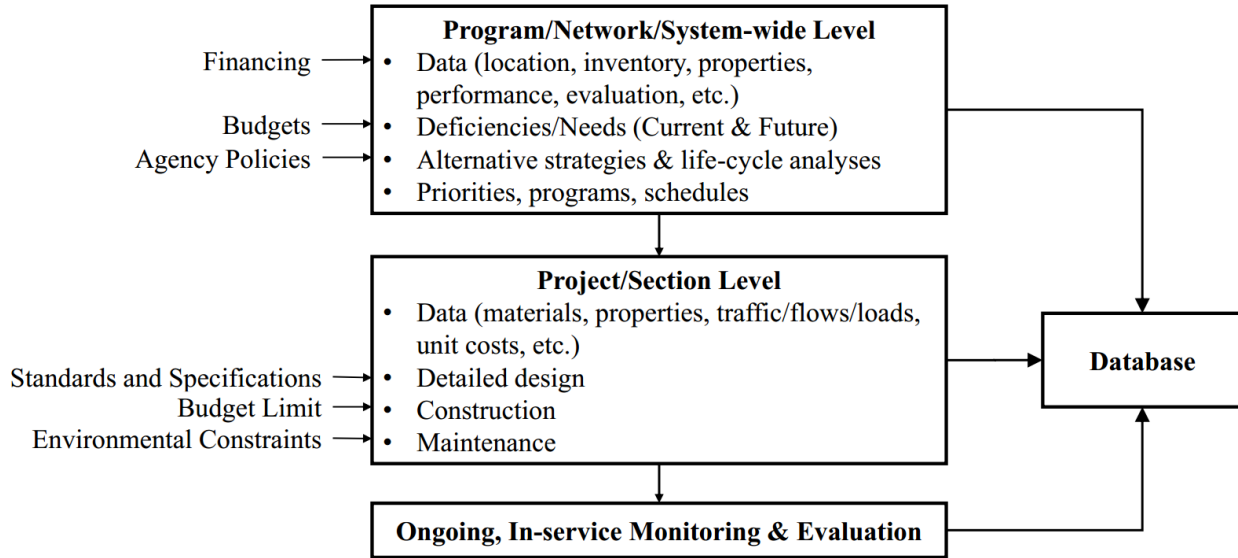 Program/Network/System-wide Level
Financing
• Data (location, inventory, properties,
performance, evaluation, etc.)
Budgets
• Deficiencies/Needs (Current & Future)
Agency Policies
• Alternative strategies & life-cycle analyses
• Priorities, programs, schedules
Project/Section Level
• Data (materials, properties, traffic/flows/loads,
unit costs, etc.)
Standards and Specifications
• Detailed design
Budget Limit
• Construction
Environmental Constraints
• Maintenance
Database
Ongoing, In-service Monitoring & Evaluation